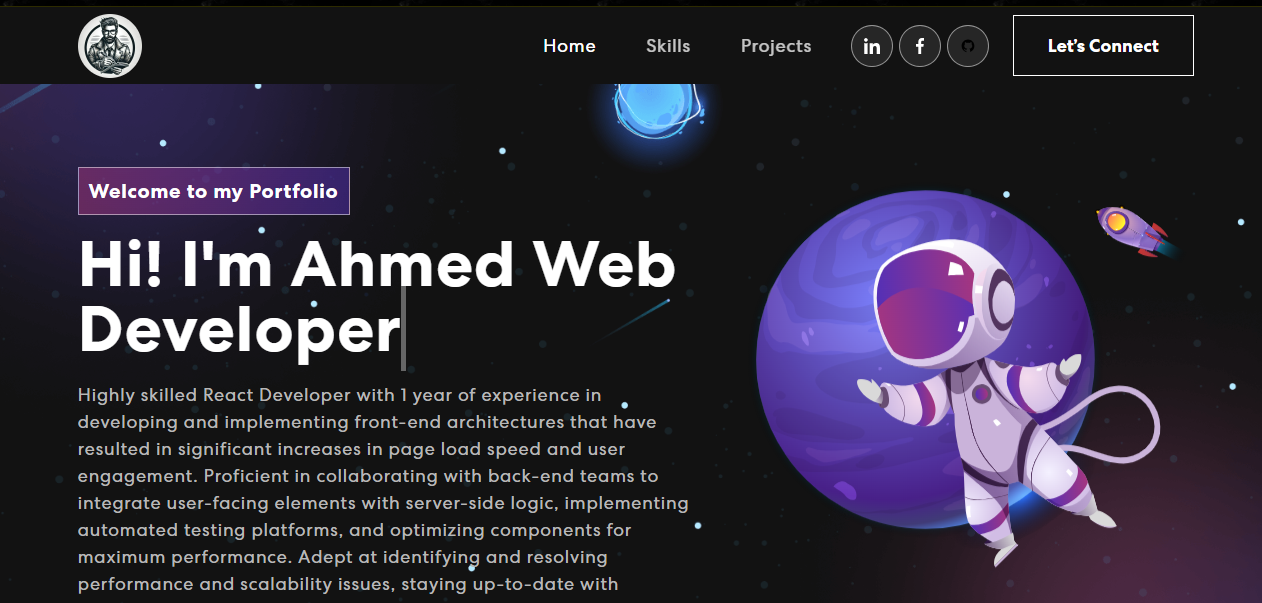 Home Skills Projects Let's Connect
Welcome to my Portfolio
Hi! I'm Ahmed Web
Developer
Highly skilled React Developer with 1 year of experience in
developing and implementing front-end architectures that have
resulted in significant increases in page load speed and user
engagement. Proficient in collaborating with back-end teams to
integrate user-facing elements with server-side logic, implementing
automated testing platforms, and optimizing components for
maximum performance. Adept at identifying and resolving
performance and scalability issues, staying up-to-date with